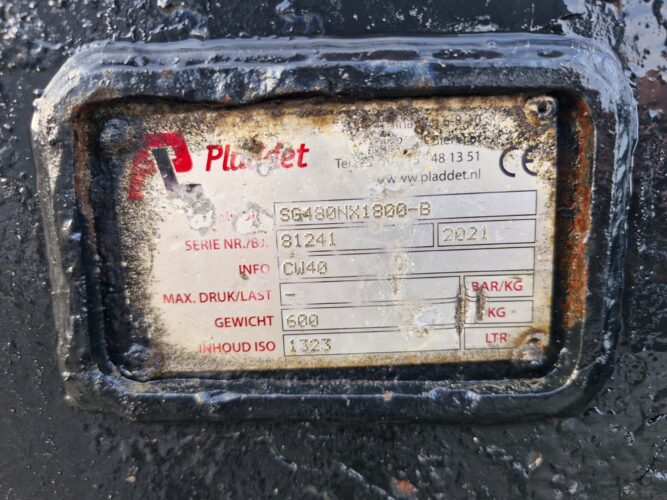 Pladdet
48 13 51
www.pladdet.nl
CE
SG480NX1800-B
SERIE NR./BJ. 81241 2021
INFO CW40
MAX. DRUK/LAST - BAR/KG
GEWICHT 600 KG
INHOUD ISO 1323 LTR